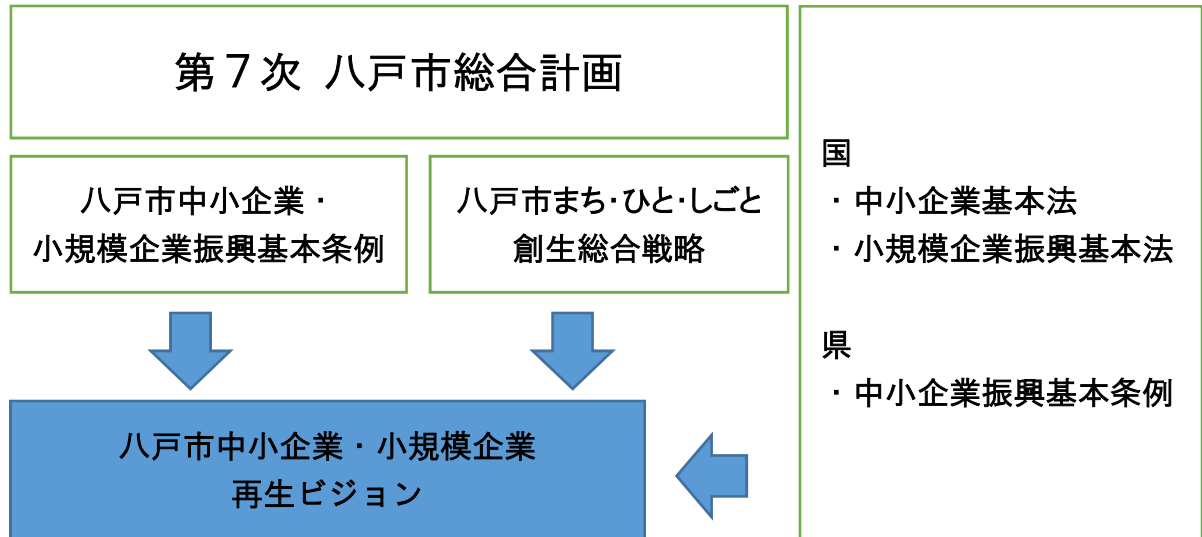 第７次 八戸市総合計画
八戸市中小企業・
小規模企業振興基本条例
八戸市まち・ひと・しごと
創生総合戦略
八戸市中小企業・小規模企業
再生ビジョン
国
・中小企業基本法
・小規模企業振興基本法
県
・中小企業振興基本条例